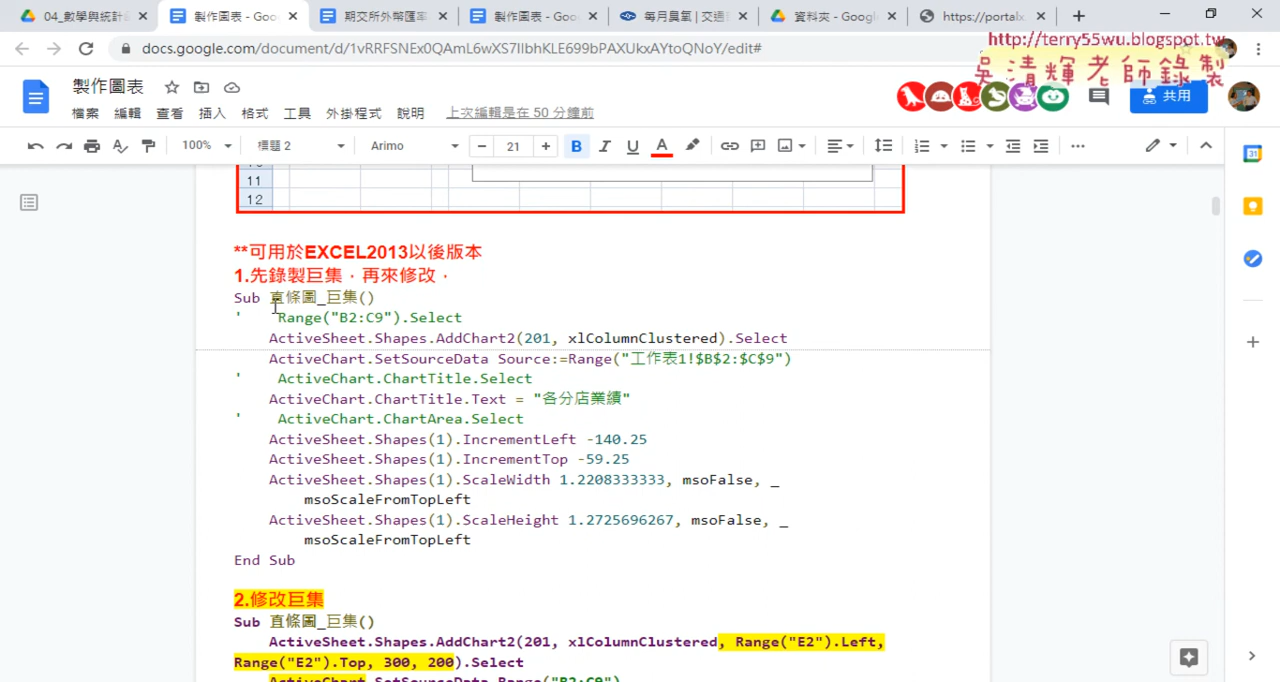 04_數學與統計
製作圖表 - Goo
期交所外幣匯率
製作圖表 - Goo
每月臭氧 | 交通
資料夾 - Google
https://portalx.
docs.google.com/document/d/1vRRFSNEx0QAmL6wXS7IIbhKLE699bPAXUkxAYtoQNoY/edit#
http://terry55wu.blogspot.tw
吳清輝老師錄製
製作圖表
檔案 編輯 查看 插入 格式 工具 外掛程式 說明 上次編輯是在 50 分鐘前
共用
100% 標題 2 Arimo 21 B I U A
31
11
12
**可用於EXCEL2013以後版本
1.先錄製巨集，再來修改，
Sub 直條圖_巨集()
' Range("B2:C9").Select
ActiveSheet.Shapes.AddChart2(201, xlColumnClustered).Select
ActiveChart.SetSourceData Source:=Range("工作表1!$B$2:$C$9")
' ActiveChart.ChartTitle.Select
ActiveChart.ChartTitle.Text = "各分店業績"
' ActiveChart.ChartArea.Select
ActiveSheet.Shapes(1).IncrementLeft -140.25
ActiveSheet.Shapes(1).IncrementTop -59.25
ActiveSheet.Shapes(1).ScaleWidth 1.2208333333, msoFalse, _
msoScaleFromTopLeft
ActiveSheet.Shapes(1).ScaleHeight 1.2725696267, msoFalse, _
msoScaleFromTopLeft
End Sub
2.修改巨集
Sub 直條圖_巨集()
ActiveSheet.Shapes.AddChart2(201, xlColumnClustered, Range("E2").Left,
Range("E2").Top, 300, 200).Select
ActiveChart.SetSourceData Range("B2:C9")